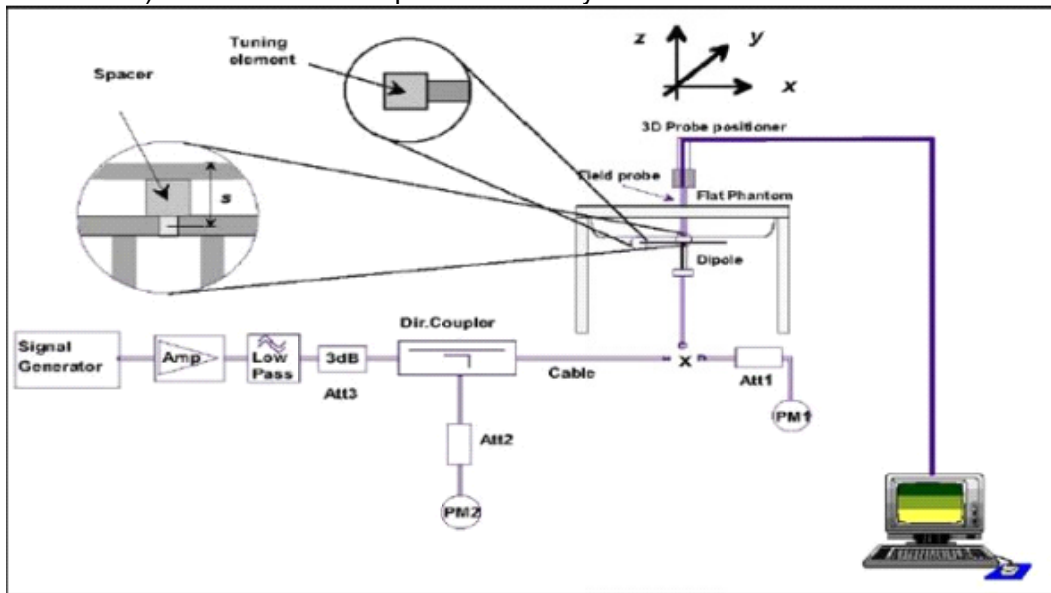 Tuning
element
Spacer
s
z
y
x
3D Probe positioner
Field probe
Flat Phantom
Dipole
Signal
Generator
Amp
Low
Pass
3dB
Att3
Dir.Coupler
Cable
x
Att1
PM1
Att2
PM2